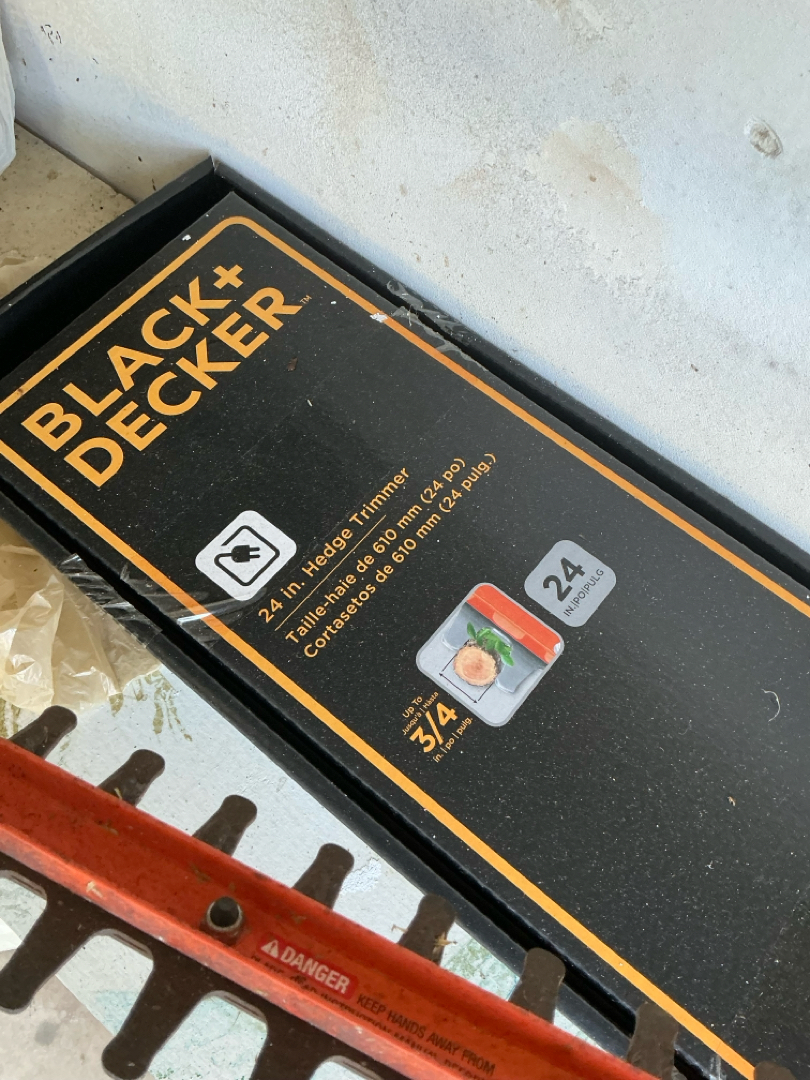 BLACK+
DECKER™
24 in. Hedge Trimmer
Taille-haie de 610 mm (24 po)
Cortasetos de 610 mm (24 pulg.)
24
IN.|PO|PULG
Up To
Jusqu'à | Hasta
3/4
in. | po | pulg.
DANGER
KEEP HANDS AWAY FROM